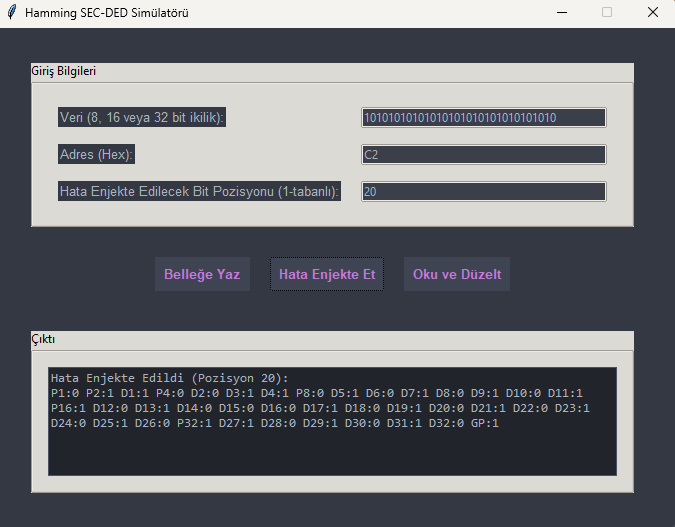 Hamming SEC-DED Simülatörü
Giriş Bilgileri
Veri (8, 16 veya 32 bit ikilik):
10101010101010101010101010101010
Adres (Hex):
C2
Hata Enjekte Edilecek Bit Pozisyonu (1-tabanlı):
20
Belleğe Yaz
Hata Enjekte Et
Oku ve Düzelt
Çıktı
Hata Enjekte Edildi (Pozisyon 20):
P1:0 P2:1 D1:1 P4:0 D2:0 D3:1 D4:1 P8:0 D5:1 D6:0 D7:1 D8:0 D9:1 D10:0 D11:1
P16:1 D12:0 D13:1 D14:0 D15:0 D16:0 D17:1 D18:0 D19:1 D20:0 D21:1 D22:0 D23:1
D24:0 D25:1 D26:0 P32:1 D27:1 D28:0 D29:1 D30:0 D31:1 D32:0 GP:1